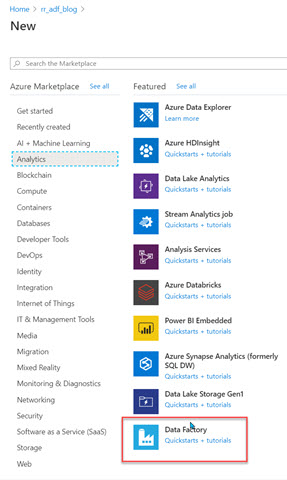 Home > rr_adf_blog >
New
Search the Marketplace
Azure Marketplace See all
Get started
Recently created
AI + Machine Learning
Analytics
Blockchain
Compute
Containers
Databases
Developer Tools
DevOps
Identity
Integration
Internet of Things
IT & Management Tools
Media
Migration
Mixed Reality
Monitoring & Diagnostics
Networking
Security
Software as a Service (SaaS)
Storage
Web
Featured See all
Azure Data Explorer
Learn more
Azure HDInsight
Quickstarts + tutorials
Data Lake Analytics
Quickstarts + tutorials
Stream Analytics job
Quickstarts + tutorials
Analysis Services
Quickstarts + tutorials
Azure Databricks
Quickstarts + tutorials
Power BI Embedded
Quickstarts + tutorials
Azure Synapse Analytics (formerly
SQL DW)
Quickstarts + tutorials
Data Lake Storage Gen1
Quickstarts + tutorials
Data Factory
Quickstarts + tutorials